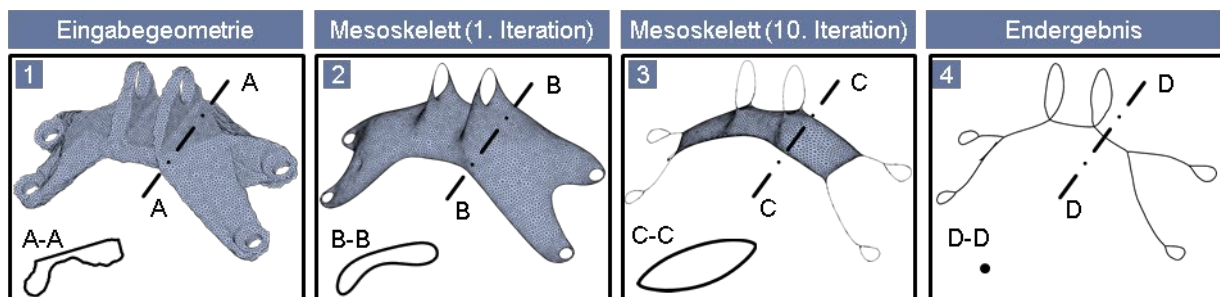 Eingabegeometrie
Mesoskelett (1. Iteration)
Mesoskelett (10. Iteration)
Endergebnis
1
A
A
A-A
2
B
B
B-B
3
C
C
C-C
4
D
D
D-D